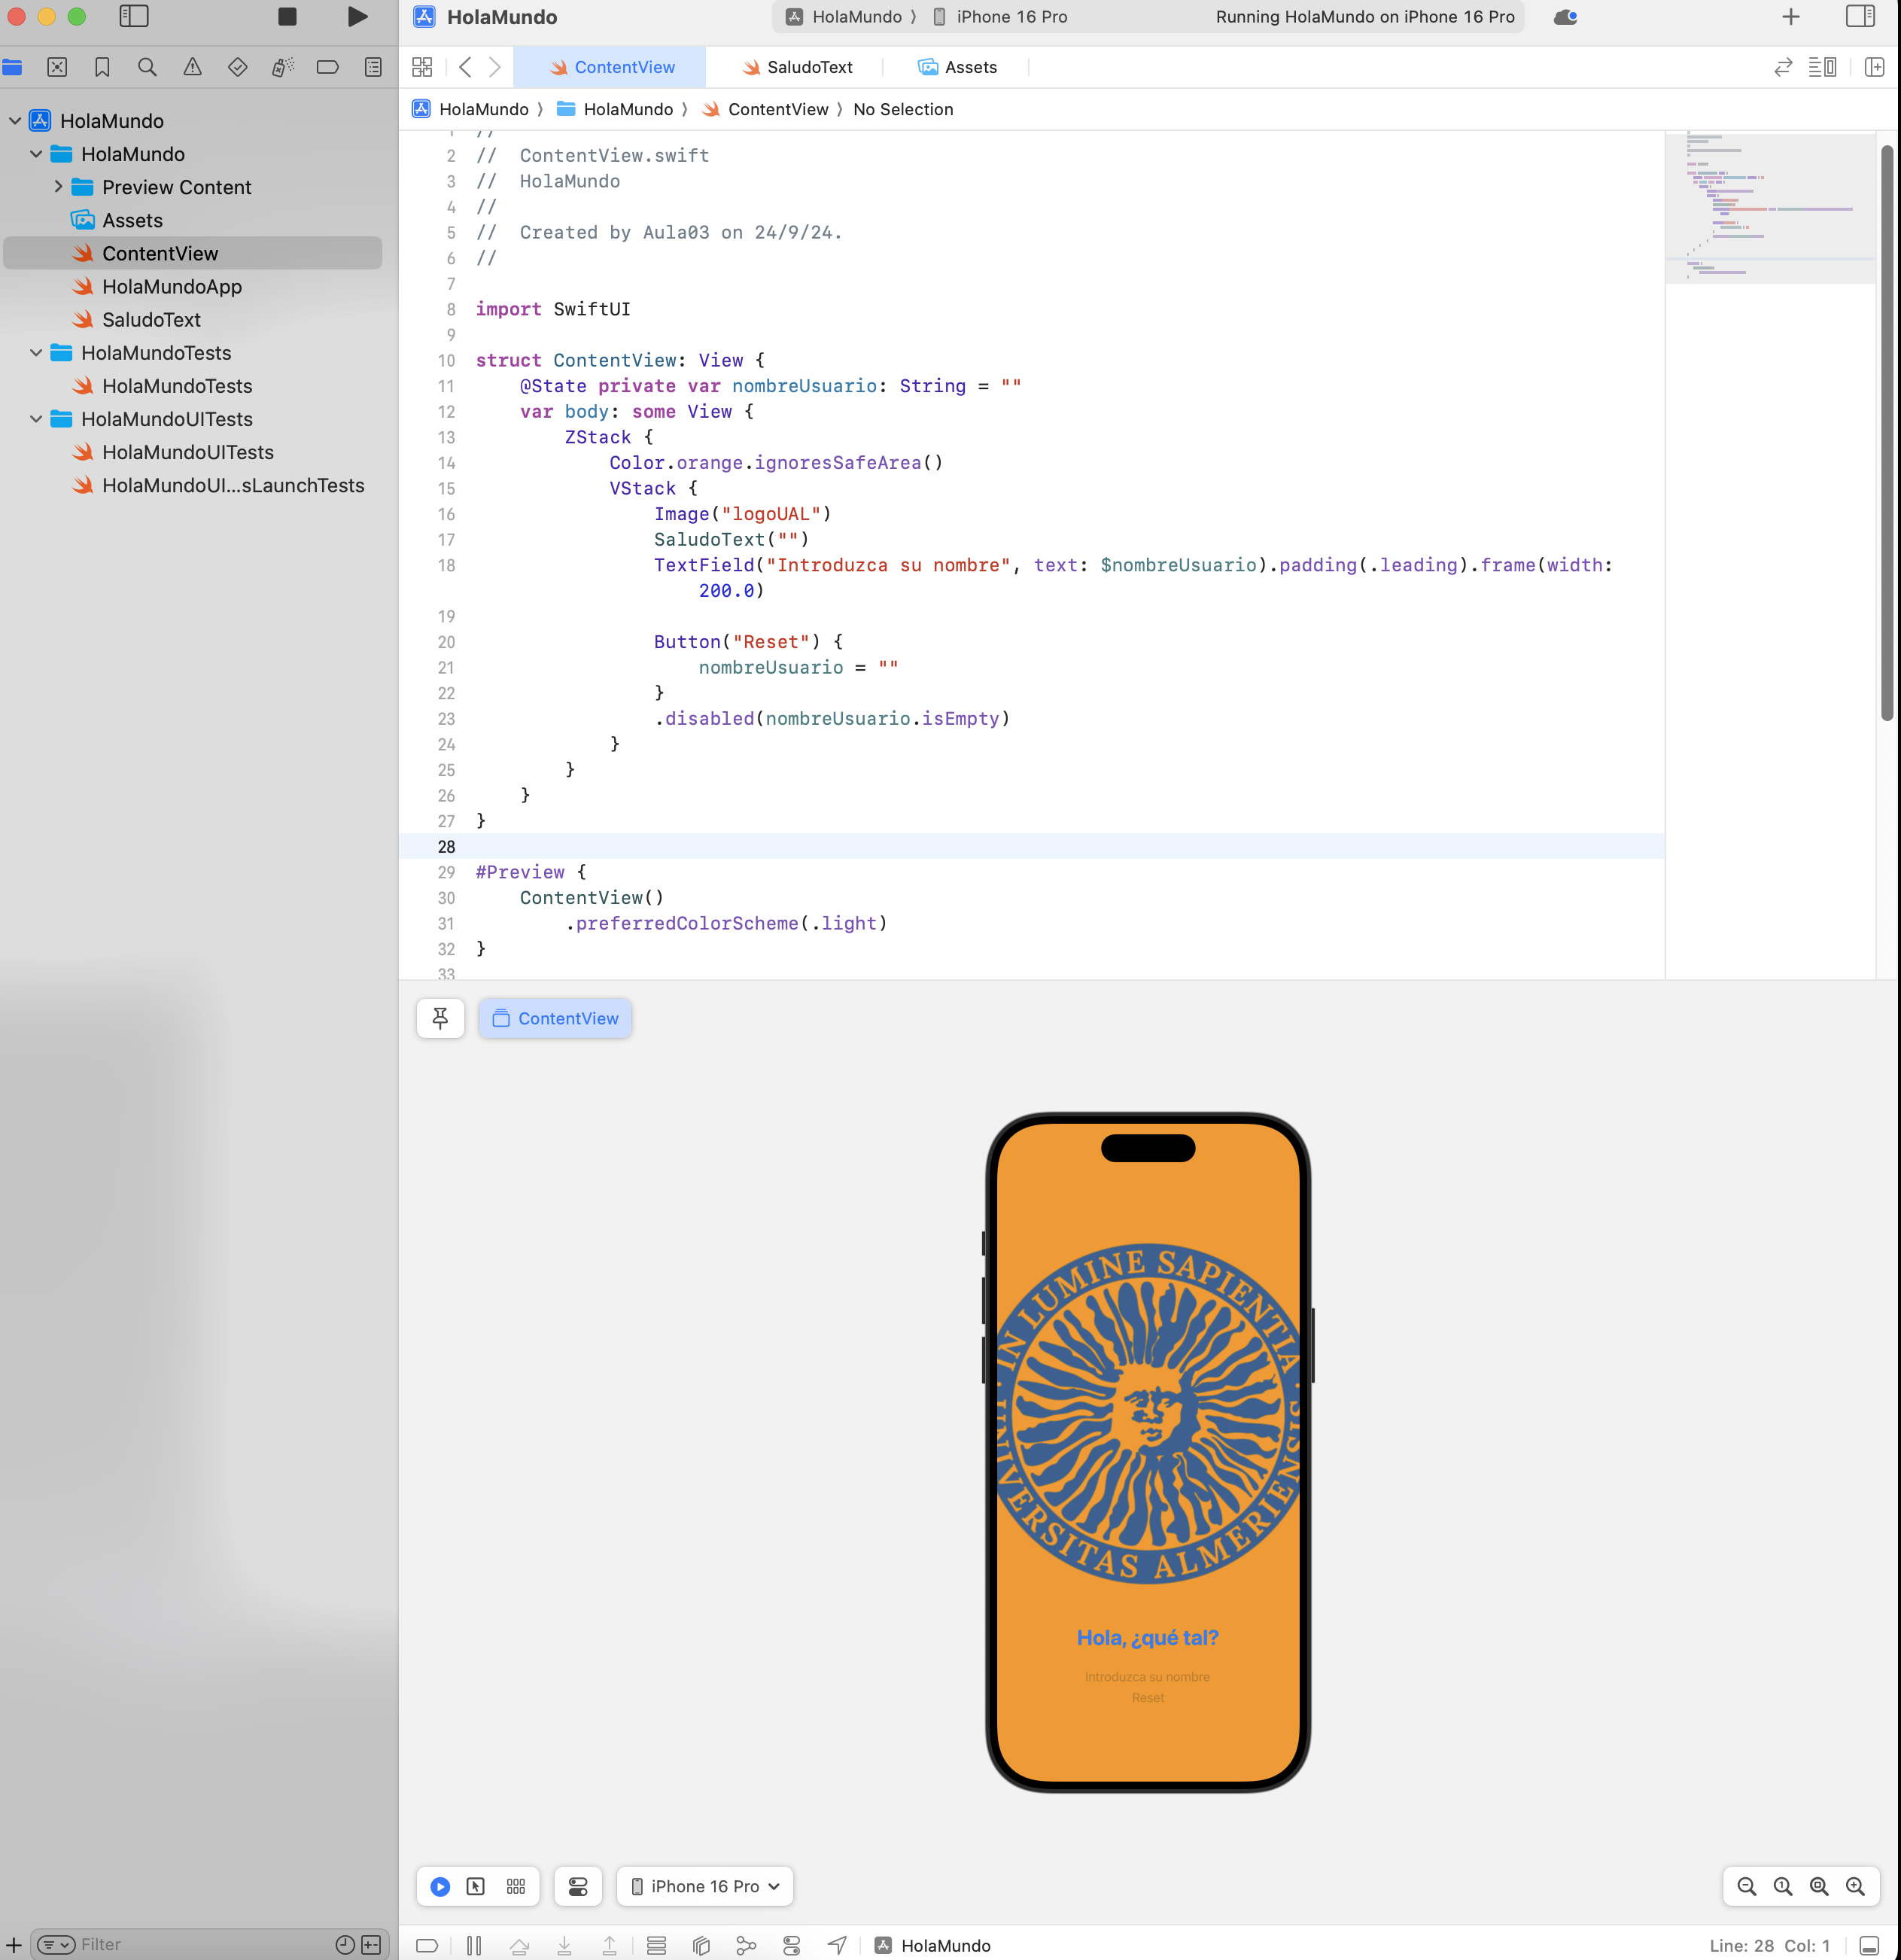 HolaMundo
HolaMundo 〉 iPhone 16 Pro
Running HolaMundo on iPhone 16 Pro
ContentView
SaludoText
Assets
HolaMundo 〉 HolaMundo 〉 ContentView 〉 No Selection
HolaMundo
HolaMundo
Preview Content
Assets
ContentView
HolaMundoApp
SaludoText
HolaMundoTests
HolaMundoTests
HolaMundoUITests
HolaMundoUITests
HolaMundoUI...sLaunchTests
1 //
2 //  ContentView.swift
3 //  HolaMundo
4 //
5 //  Created by Aula03 on 24/9/24.
6 //
7
8 import SwiftUI
9
10 struct ContentView: View {
11     @State private var nombreUsuario: String = ""
12     var body: some View {
13         ZStack {
14             Color.orange.ignoresSafeArea()
15             VStack {
16                 Image("logoUAL")
17                 SaludoText("")
18                 TextField("Introduzca su nombre", text: $nombreUsuario).padding(.leading).frame(width:
200.0)
19
20                 Button("Reset") {
21                     nombreUsuario = ""
22                 }
23                 .disabled(nombreUsuario.isEmpty)
24             }
25         }
26     }
27 }
28
29 #Preview {
30     ContentView()
31         .preferredColorScheme(.light)
32 }
33
ContentView
IN LUMINE SAPIENTIA
UNIVERSITAS ALMERIENSIS
Hola, ¿qué tal?
Introduzca su nombre
Reset
iPhone 16 Pro
Filter
HolaMundo
Line: 28 Col: 1